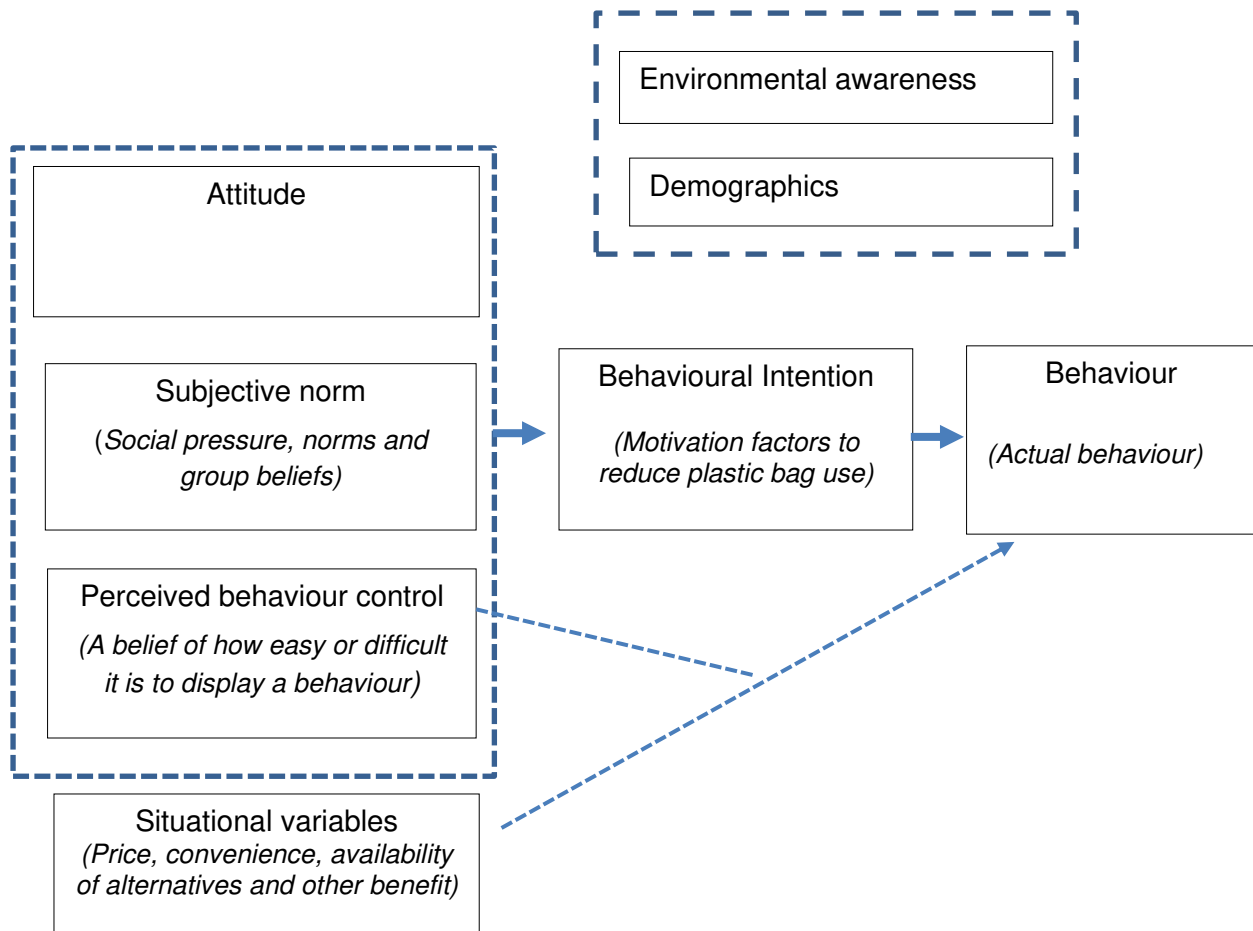 Environmental awareness
Demographics
Attitude
Subjective norm
(Social pressure, norms and
group beliefs)
Perceived behaviour control
(A belief of how easy or difficult
it is to display a behaviour)
Situational variables
(Price, convenience, availability
of alternatives and other benefit)
Behavioural Intention
(Motivation factors to
reduce plastic bag use)
Behaviour
(Actual behaviour)